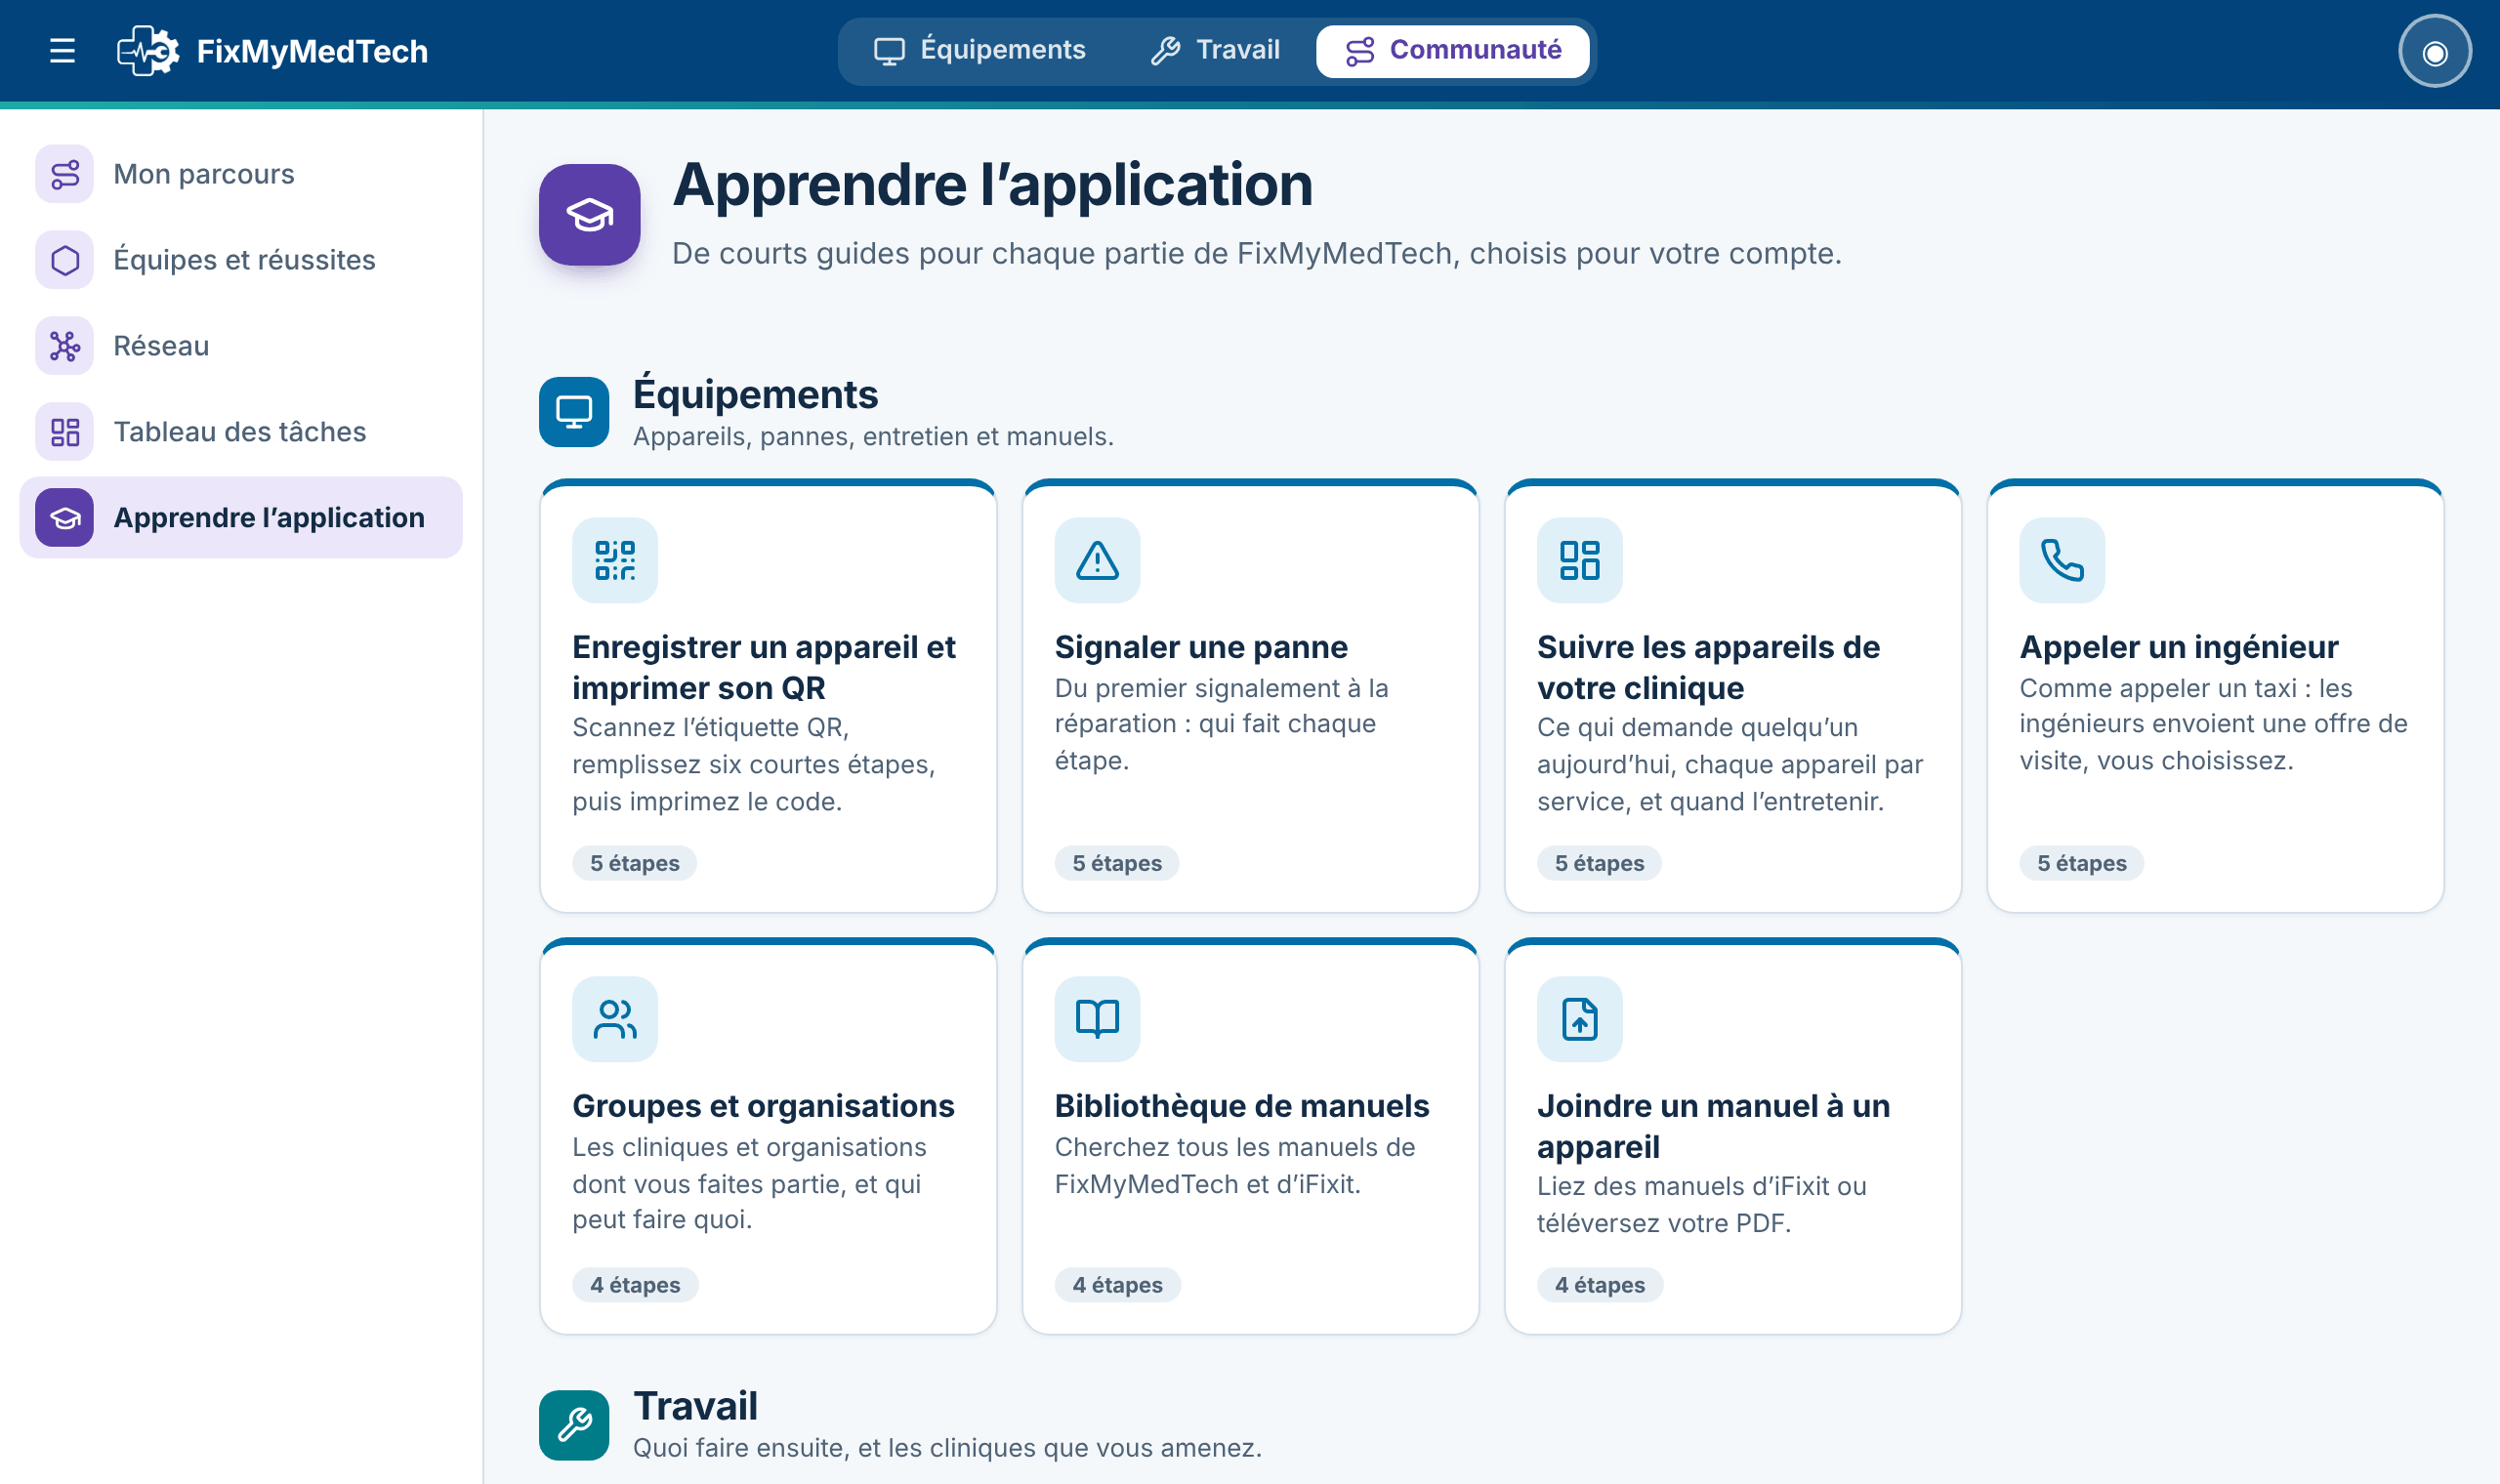 FixMyMedTech
Équipements
Travail
Communauté
Mon parcours
Équipes et réussites
Réseau
Tableau des tâches
Apprendre l’application
Apprendre l’application
De courts guides pour chaque partie de FixMyMedTech, choisis pour votre compte.
Équipements
Appareils, pannes, entretien et manuels.
Enregistrer un appareil et
imprimer son QR
Scannez l’étiquette QR,
remplissez six courtes étapes,
puis imprimez le code.
5 étapes
Signaler une panne
Du premier signalement à la
réparation : qui fait chaque
étape.
5 étapes
Suivre les appareils de
votre clinique
Ce qui demande quelqu’un
aujourd’hui, chaque appareil par
service, et quand l’entretenir.
5 étapes
Appeler un ingénieur
Comme appeler un taxi : les
ingénieurs envoient une offre de
visite, vous choisissez.
5 étapes
Groupes et organisations
Les cliniques et organisations
dont vous faites partie, et qui
peut faire quoi.
4 étapes
Bibliothèque de manuels
Cherchez tous les manuels de
FixMyMedTech et d’iFixit.
4 étapes
Joindre un manuel à un
appareil
Liez des manuels d’iFixit ou
téléversez votre PDF.
4 étapes
Travail
Quoi faire ensuite, et les cliniques que vous amenez.